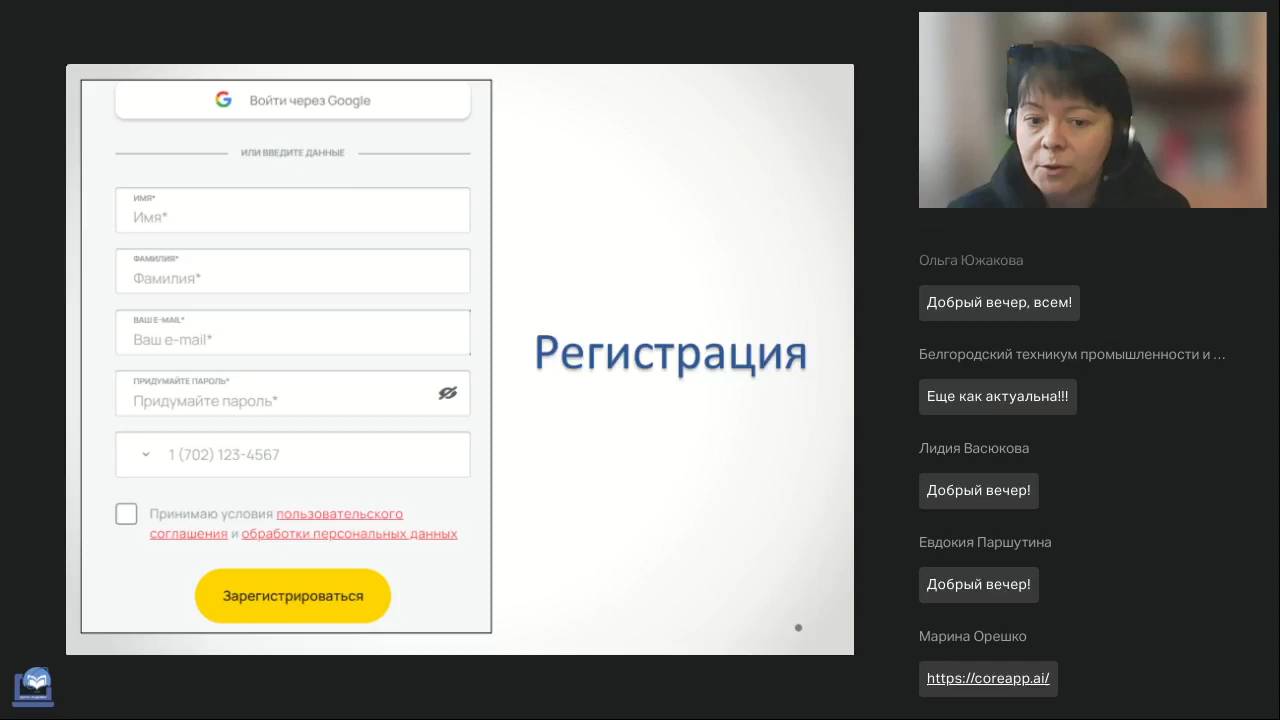 Войти через Google
ИЛИ ВВЕДИТЕ ДАННЫЕ
ИМЯ*
Имя*
ФАМИЛИЯ*
Фамилия*
ВАШ E-MAIL*
Ваш e-mail*
ПРИДУМАЙТЕ ПАРОЛЬ*
Придумайте пароль*
1 (702) 123-4567
Принимаю условия пользовательского
соглашения и обработки персональных данных
Зарегистрироваться
Регистрация
Ольга Южакова
Добрый вечер, всем!
Белгородский техникум промышленности и ...
Еще как актуальна!!!
Лидия Васюкова
Добрый вечер!
Евдокия Паршутина
Добрый вечер!
Марина Орешко
https://coreapp.ai/